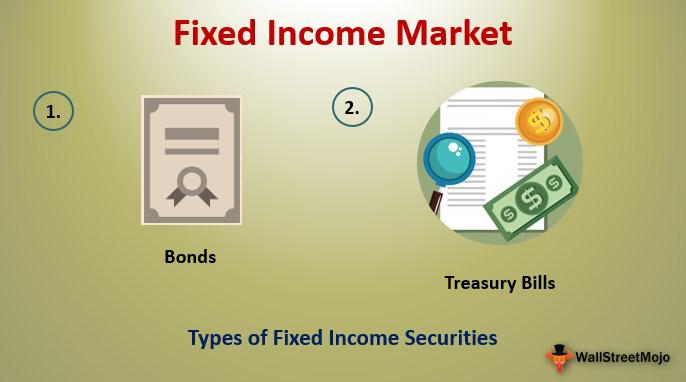 Fixed Income Market
1.
2.
Bonds
Treasury Bills
Types of Fixed Income Securities
WallStreetMojo